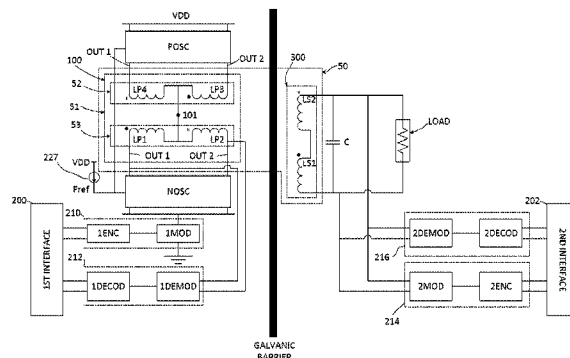 VDD
POSC
OUT 1
OUT 2
100
52
51
53
LP4
LP3
101
LP1
LP2
OUT 1
OUT 2
VDD
227
Fref
NOSC
300
50
LS2
LS1
C
LOAD
200
1ST INTERFACE
210
1ENC
1MOD
212
1DECOD
1DEMOD
GALVANIC
BARRIER
202
2ND INTERFACE
2DEMOD
2DECOD
216
2MOD
2ENC
214